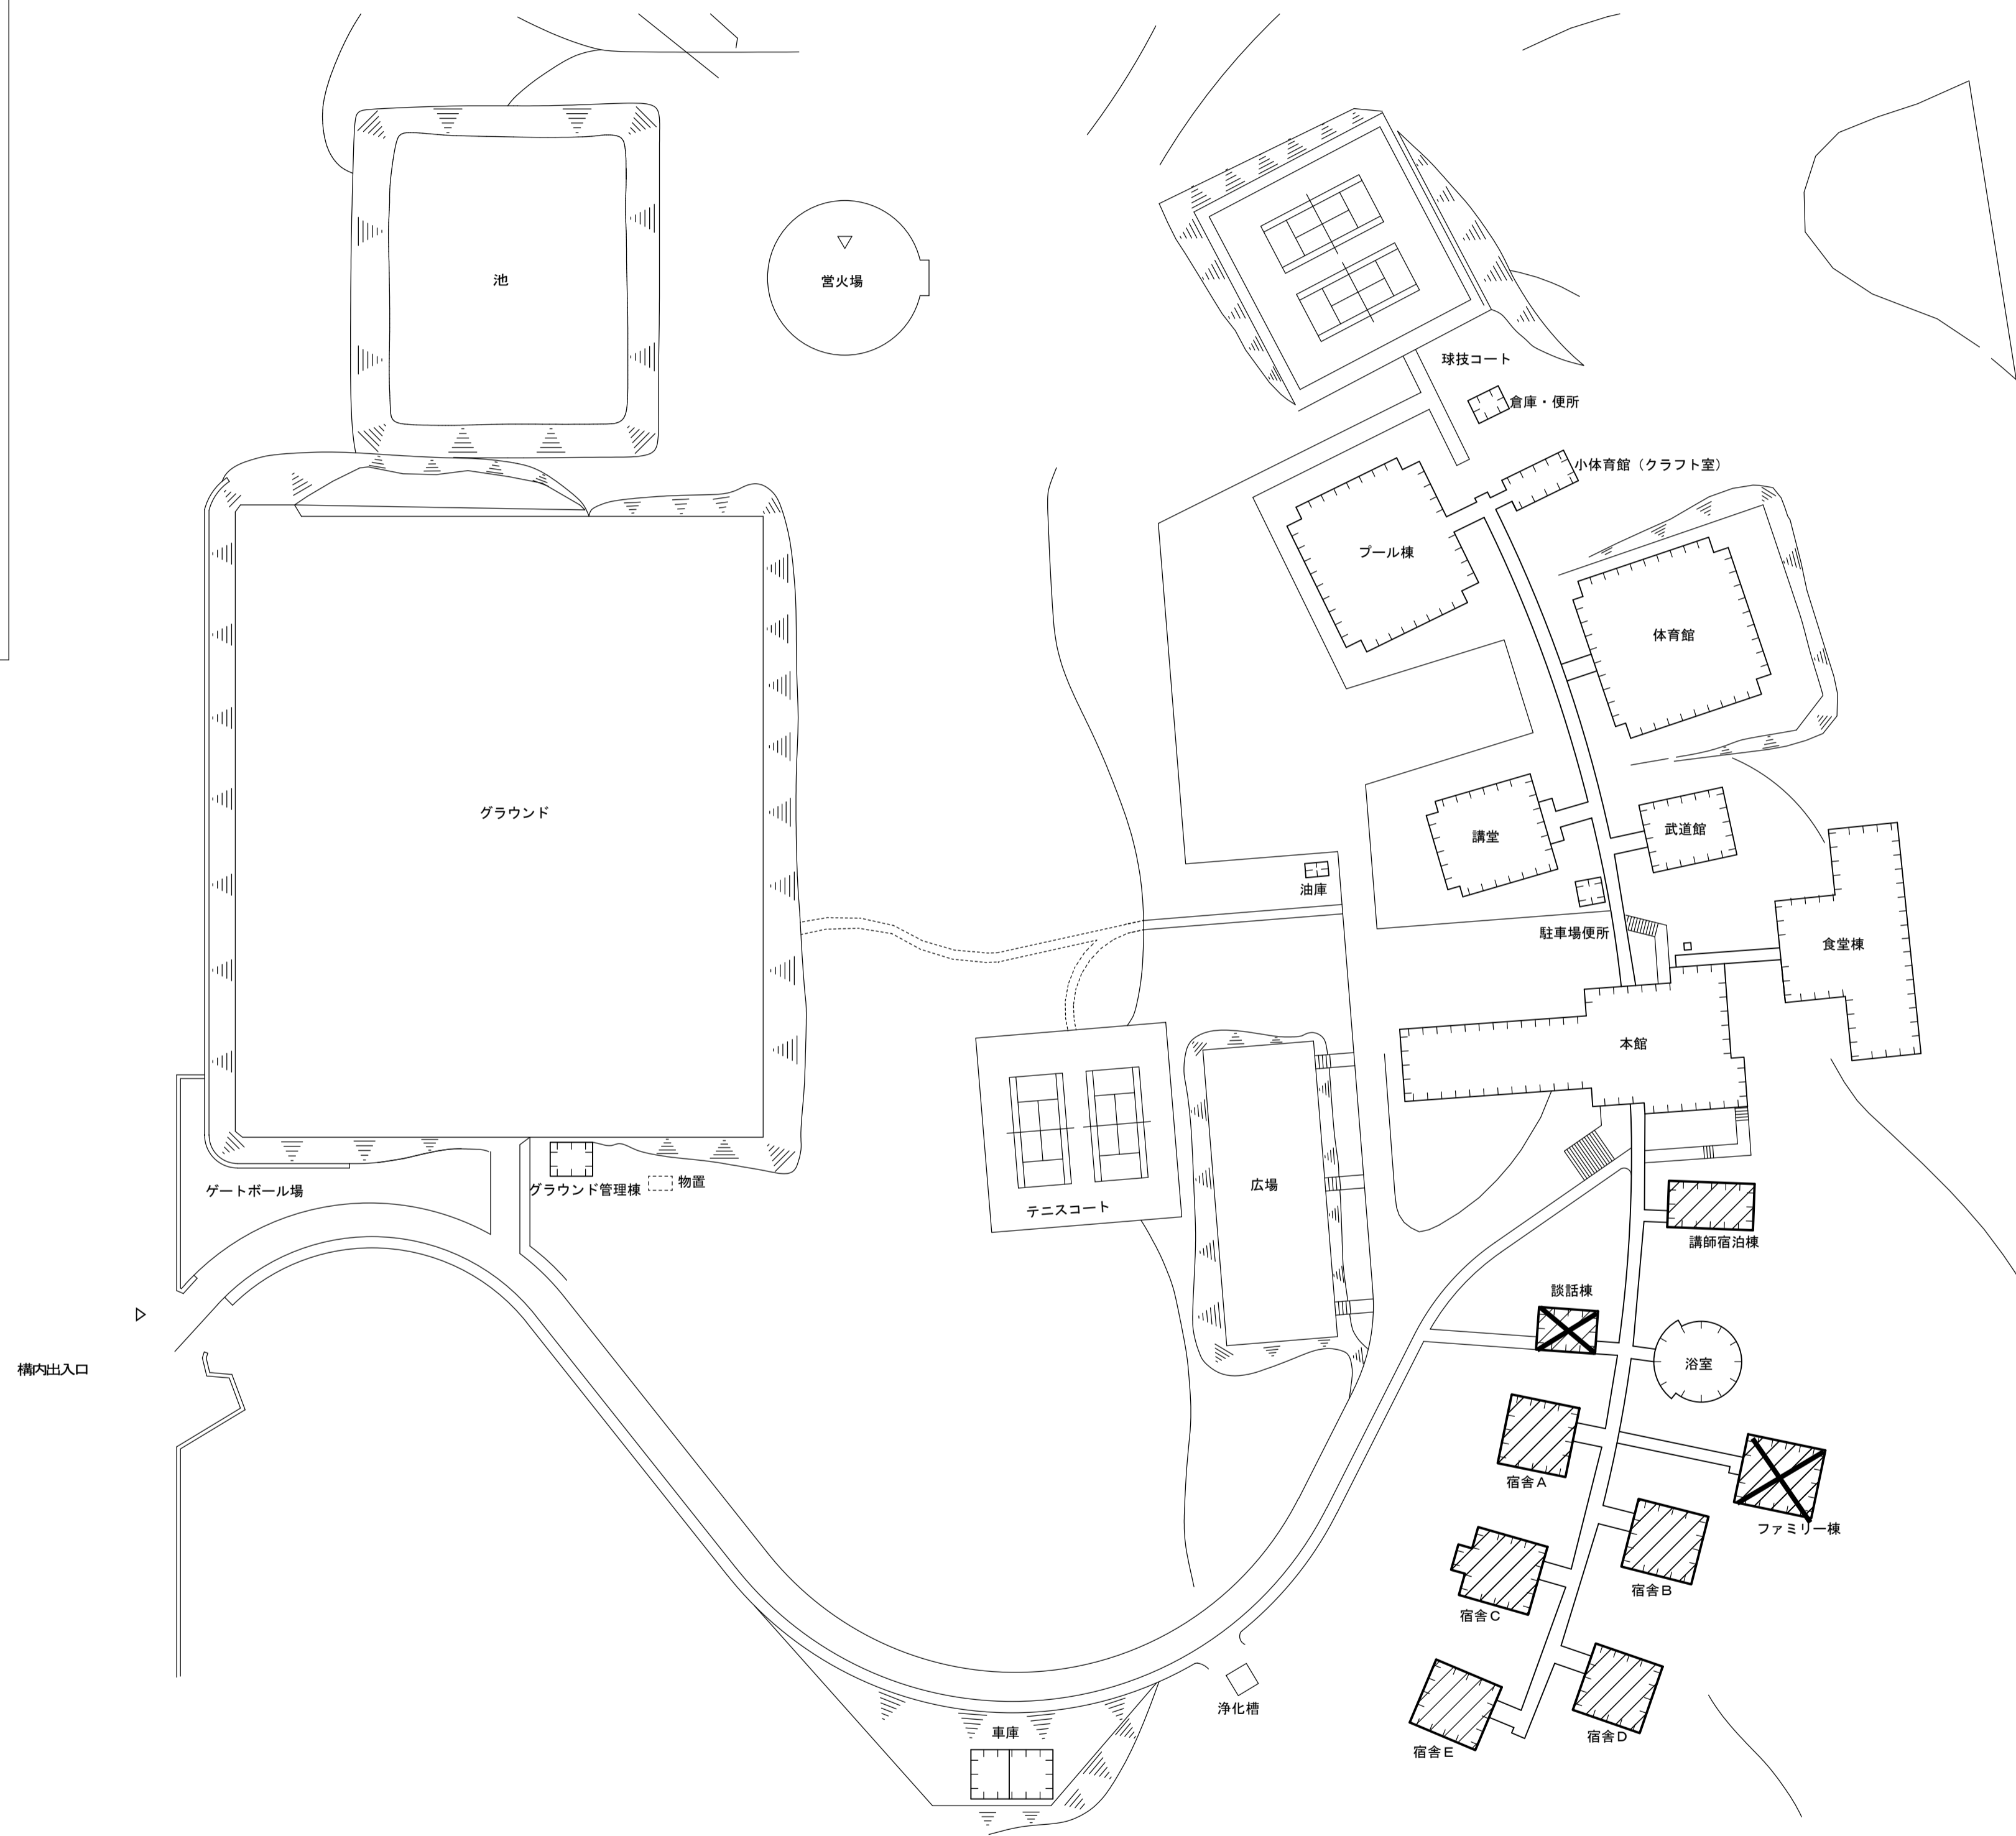 池
営火場
球技コート
倉庫・便所
小体育館（クラフト室）
プール棟
体育館
グラウンド
講堂
武道館
油庫
駐車場便所
食堂棟
本館
ゲートボール場
グラウンド管理棟
物置
テニスコート
広場
講師宿泊棟
談話棟
構内出入口
浴室
宿舎A
ファミリー棟
宿舎B
宿舎C
浄化槽
車庫
宿舎D
宿舎E